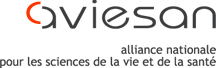 aviesan
alliance nationale
pour les sciences de la vie et de la santé